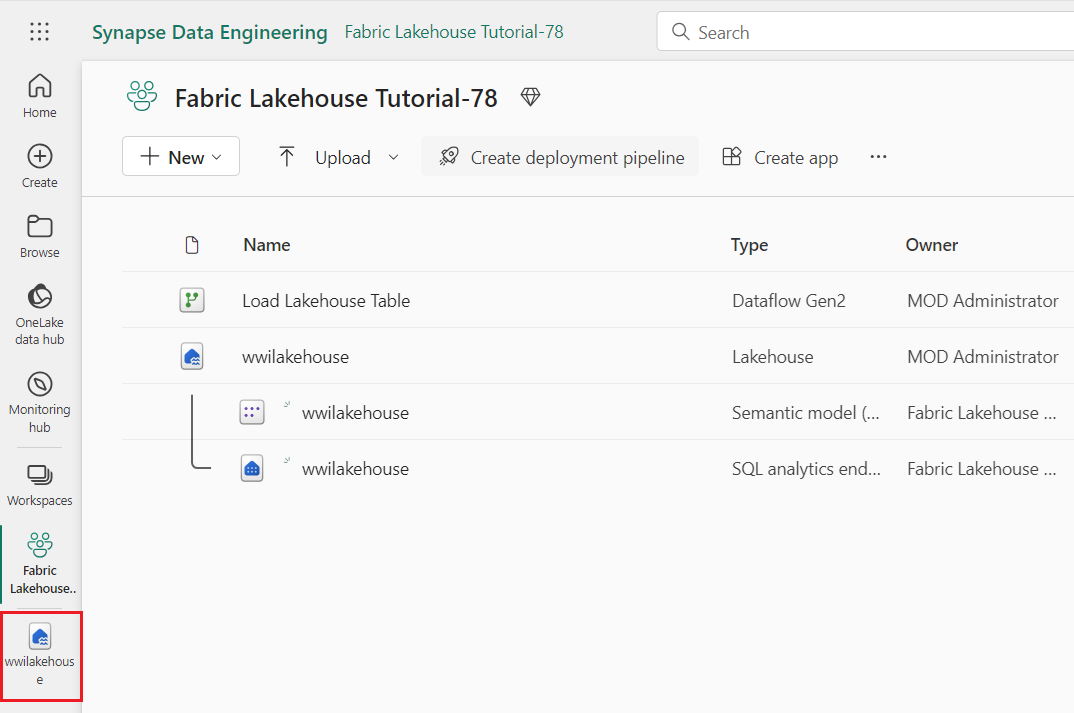 Synapse Data Engineering Fabric Lakehouse Tutorial-78 Search
Home
Create
Browse
OneLake
data hub
Monitoring
hub
Workspaces
Fabric
Lakehouse..
wwilakehous
e
Fabric Lakehouse Tutorial-78
New Upload Create deployment pipeline Create app ...
Name Type Owner
Load Lakehouse Table Dataflow Gen2 MOD Administrator
wwilakehouse Lakehouse MOD Administrator
wwilakehouse Semantic model (... Fabric Lakehouse ...
wwilakehouse SQL analytics end... Fabric Lakehouse ...